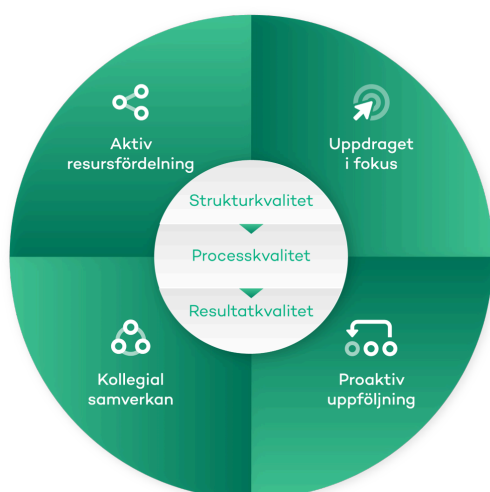 Aktiv
resursfördelning
Uppdraget
i fokus
Strukturkvalitet
Processkvalitet
Resultatkvalitet
Kollegial
samverkan
Proaktiv
uppföljning